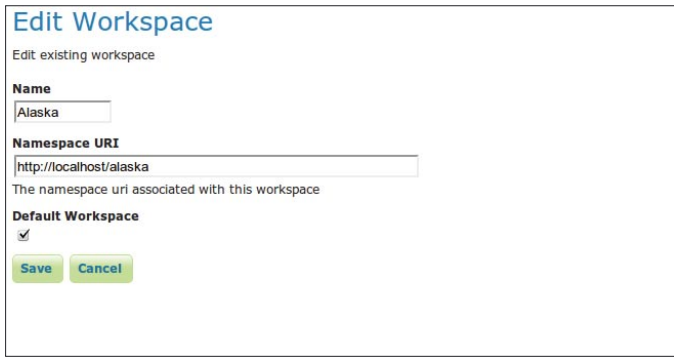 Edit Workspace
Edit existing workspace
Name
Alaska
Namespace URI
http://localhost/alaska
The namespace uri associated with this workspace
Default Workspace
Save Cancel